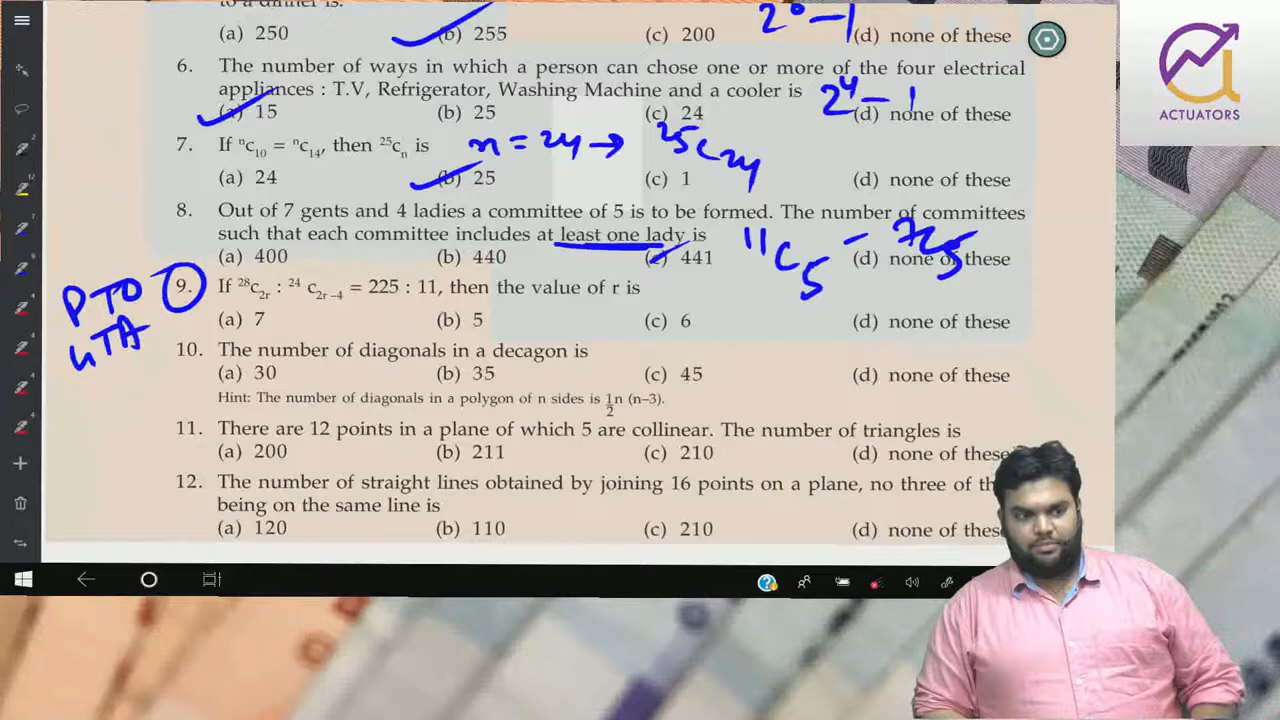 to a dinner is.
(a) 250 (b) 255 (c) 200 (d) none of these
2⁸ – 1
6. The number of ways in which a person can chose one or more of the four electrical
appliances : T.V, Refrigerator, Washing Machine and a cooler is
2⁴ – 1
(a) 15 (b) 25 (c) 24 (d) none of these
7. If ⁿc₁₀ = ⁿc₁₄, then ²⁵cₙ is
n = 24 → ²⁵C₂₄
(a) 24 (b) 25 (c) 1 (d) none of these
8. Out of 7 gents and 4 ladies a committee of 5 is to be formed. The number of committees
such that each committee includes at least one lady is
¹¹C₅ – ⁷C₅
(a) 400 (b) 440 (c) 441 (d) none of these
PTO
9. If ²⁸c₂ᵣ : ²⁴ c₂ᵣ₋₄ = 225 : 11, then the value of r is
(a) 7 (b) 5 (c) 6 (d) none of these
10. The number of diagonals in a decagon is
(a) 30 (b) 35 (c) 45 (d) none of these
Hint: The number of diagonals in a polygon of n sides is 1/2 n (n–3).
11. There are 12 points in a plane of which 5 are collinear. The number of triangles is
(a) 200 (b) 211 (c) 210 (d) none of these
12. The number of straight lines obtained by joining 16 points on a plane, no three of
being on the same line is
(a) 120 (b) 110 (c) 210 (d) none of
ACTUATORS